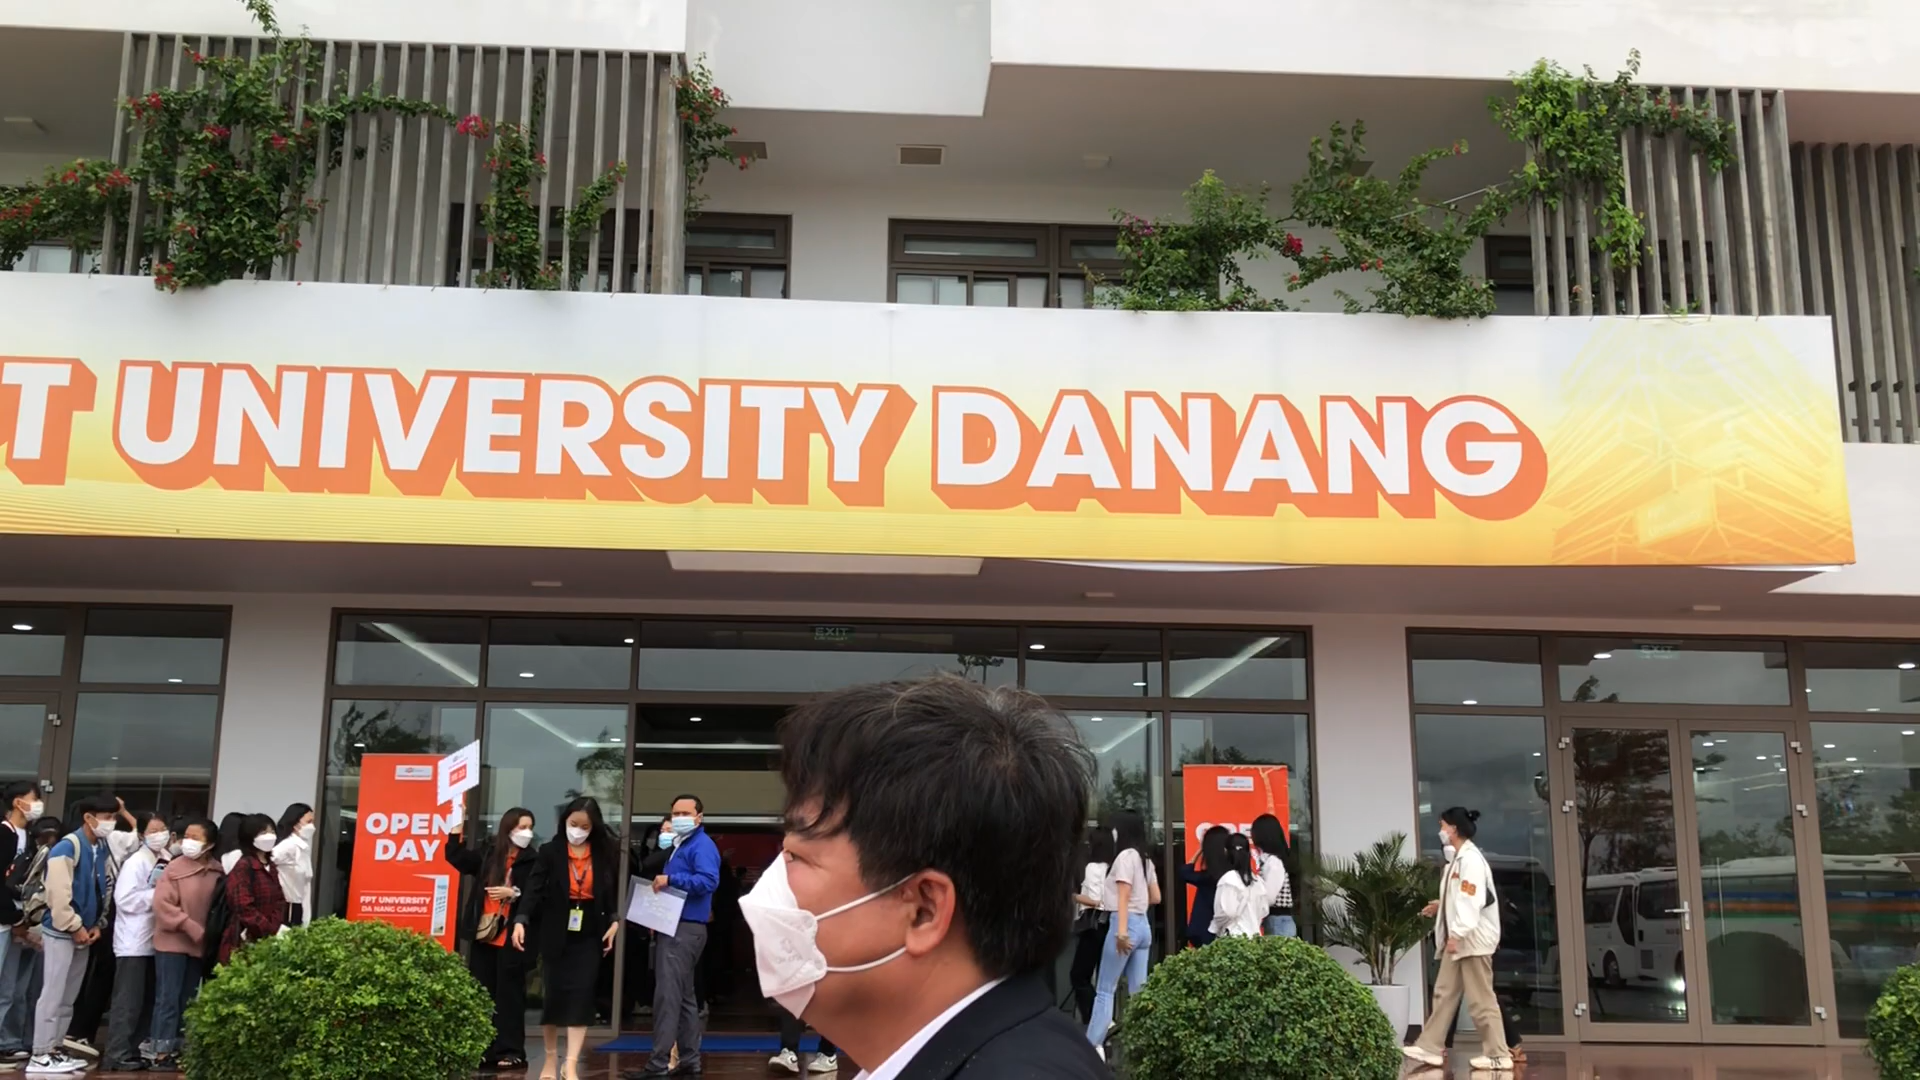 T UNIVERSITY DANANG
EXIT
EXIT
OPEN
DAY
FPT UNIVERSITY
DA NANG CAMPUS